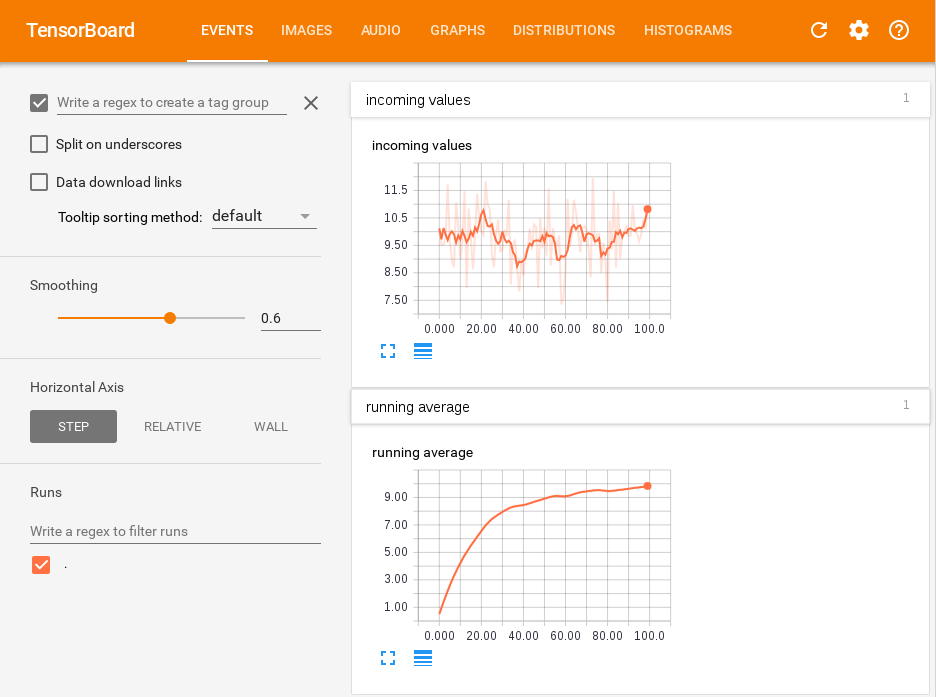 TensorBoard EVENTS IMAGES AUDIO GRAPHS DISTRIBUTIONS HISTOGRAMS
Write a regex to create a tag group
Split on underscores
Data download links
Tooltip sorting method: default
Smoothing
0.6
Horizontal Axis
STEP RELATIVE WALL
Runs
Write a regex to filter runs
.
incoming values 1
incoming values
11.5
10.5
9.50
8.50
7.50
0.000 20.00 40.00 60.00 80.00 100.0
running average 1
running average
9.00
7.00
5.00
3.00
1.00
0.000 20.00 40.00 60.00 80.00 100.0